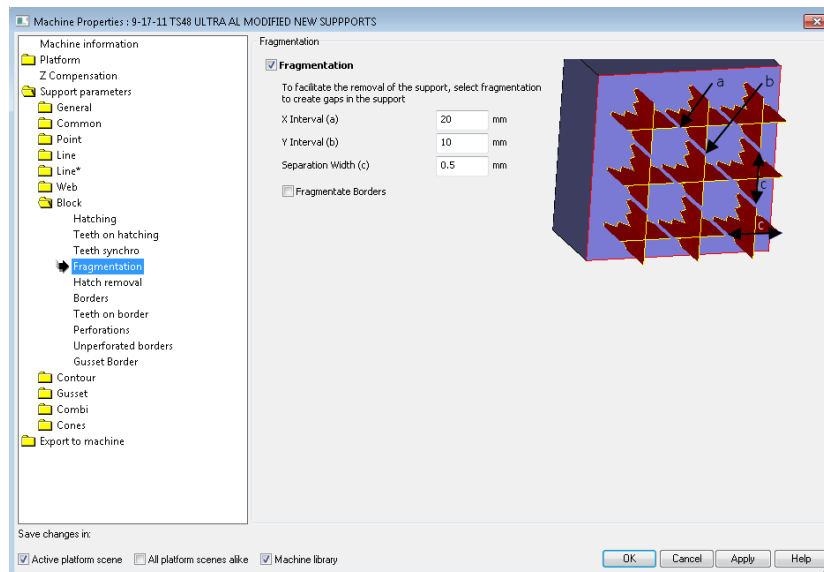 Machine Properties : 9-17-11 TS48 ULTRA AL MODIFIED NEW SUPPPORTS
Machine information
Platform
Z Compensation
Support parameters
General
Common
Point
Line
Line*
Web
Block
Hatching
Teeth on hatching
Teeth synchro
Fragmentation
Hatch removal
Borders
Teeth on border
Perforations
Unperforated borders
Gusset Border
Contour
Gusset
Combi
Cones
Export to machine
Fragmentation
Fragmentation
To facilitate the removal of the support, select fragmentation
to create gaps in the support
X Interval (a) 20 mm
Y Interval (b) 10 mm
Separation Width (c) 0.5 mm
Fragmentate Borders
a b
c
c
Save changes in:
Active platform scene All platform scenes alike Machine library
OK Cancel Apply Help